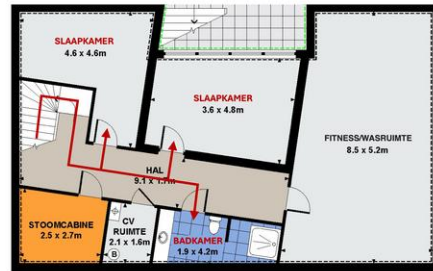 SLAAPKAMER
4.6 x 4.6m
SLAAPKAMER
3.6 x 4.8m
FITNESS/WASRUIMTE
8.5 x 5.2m
HAL
9.1 x 1.7m
STOOMCABINE
2.5 x 2.7m
CV
RUIMTE
2.1 x 1.6m
B
BADKAMER
1.9 x 4.2m